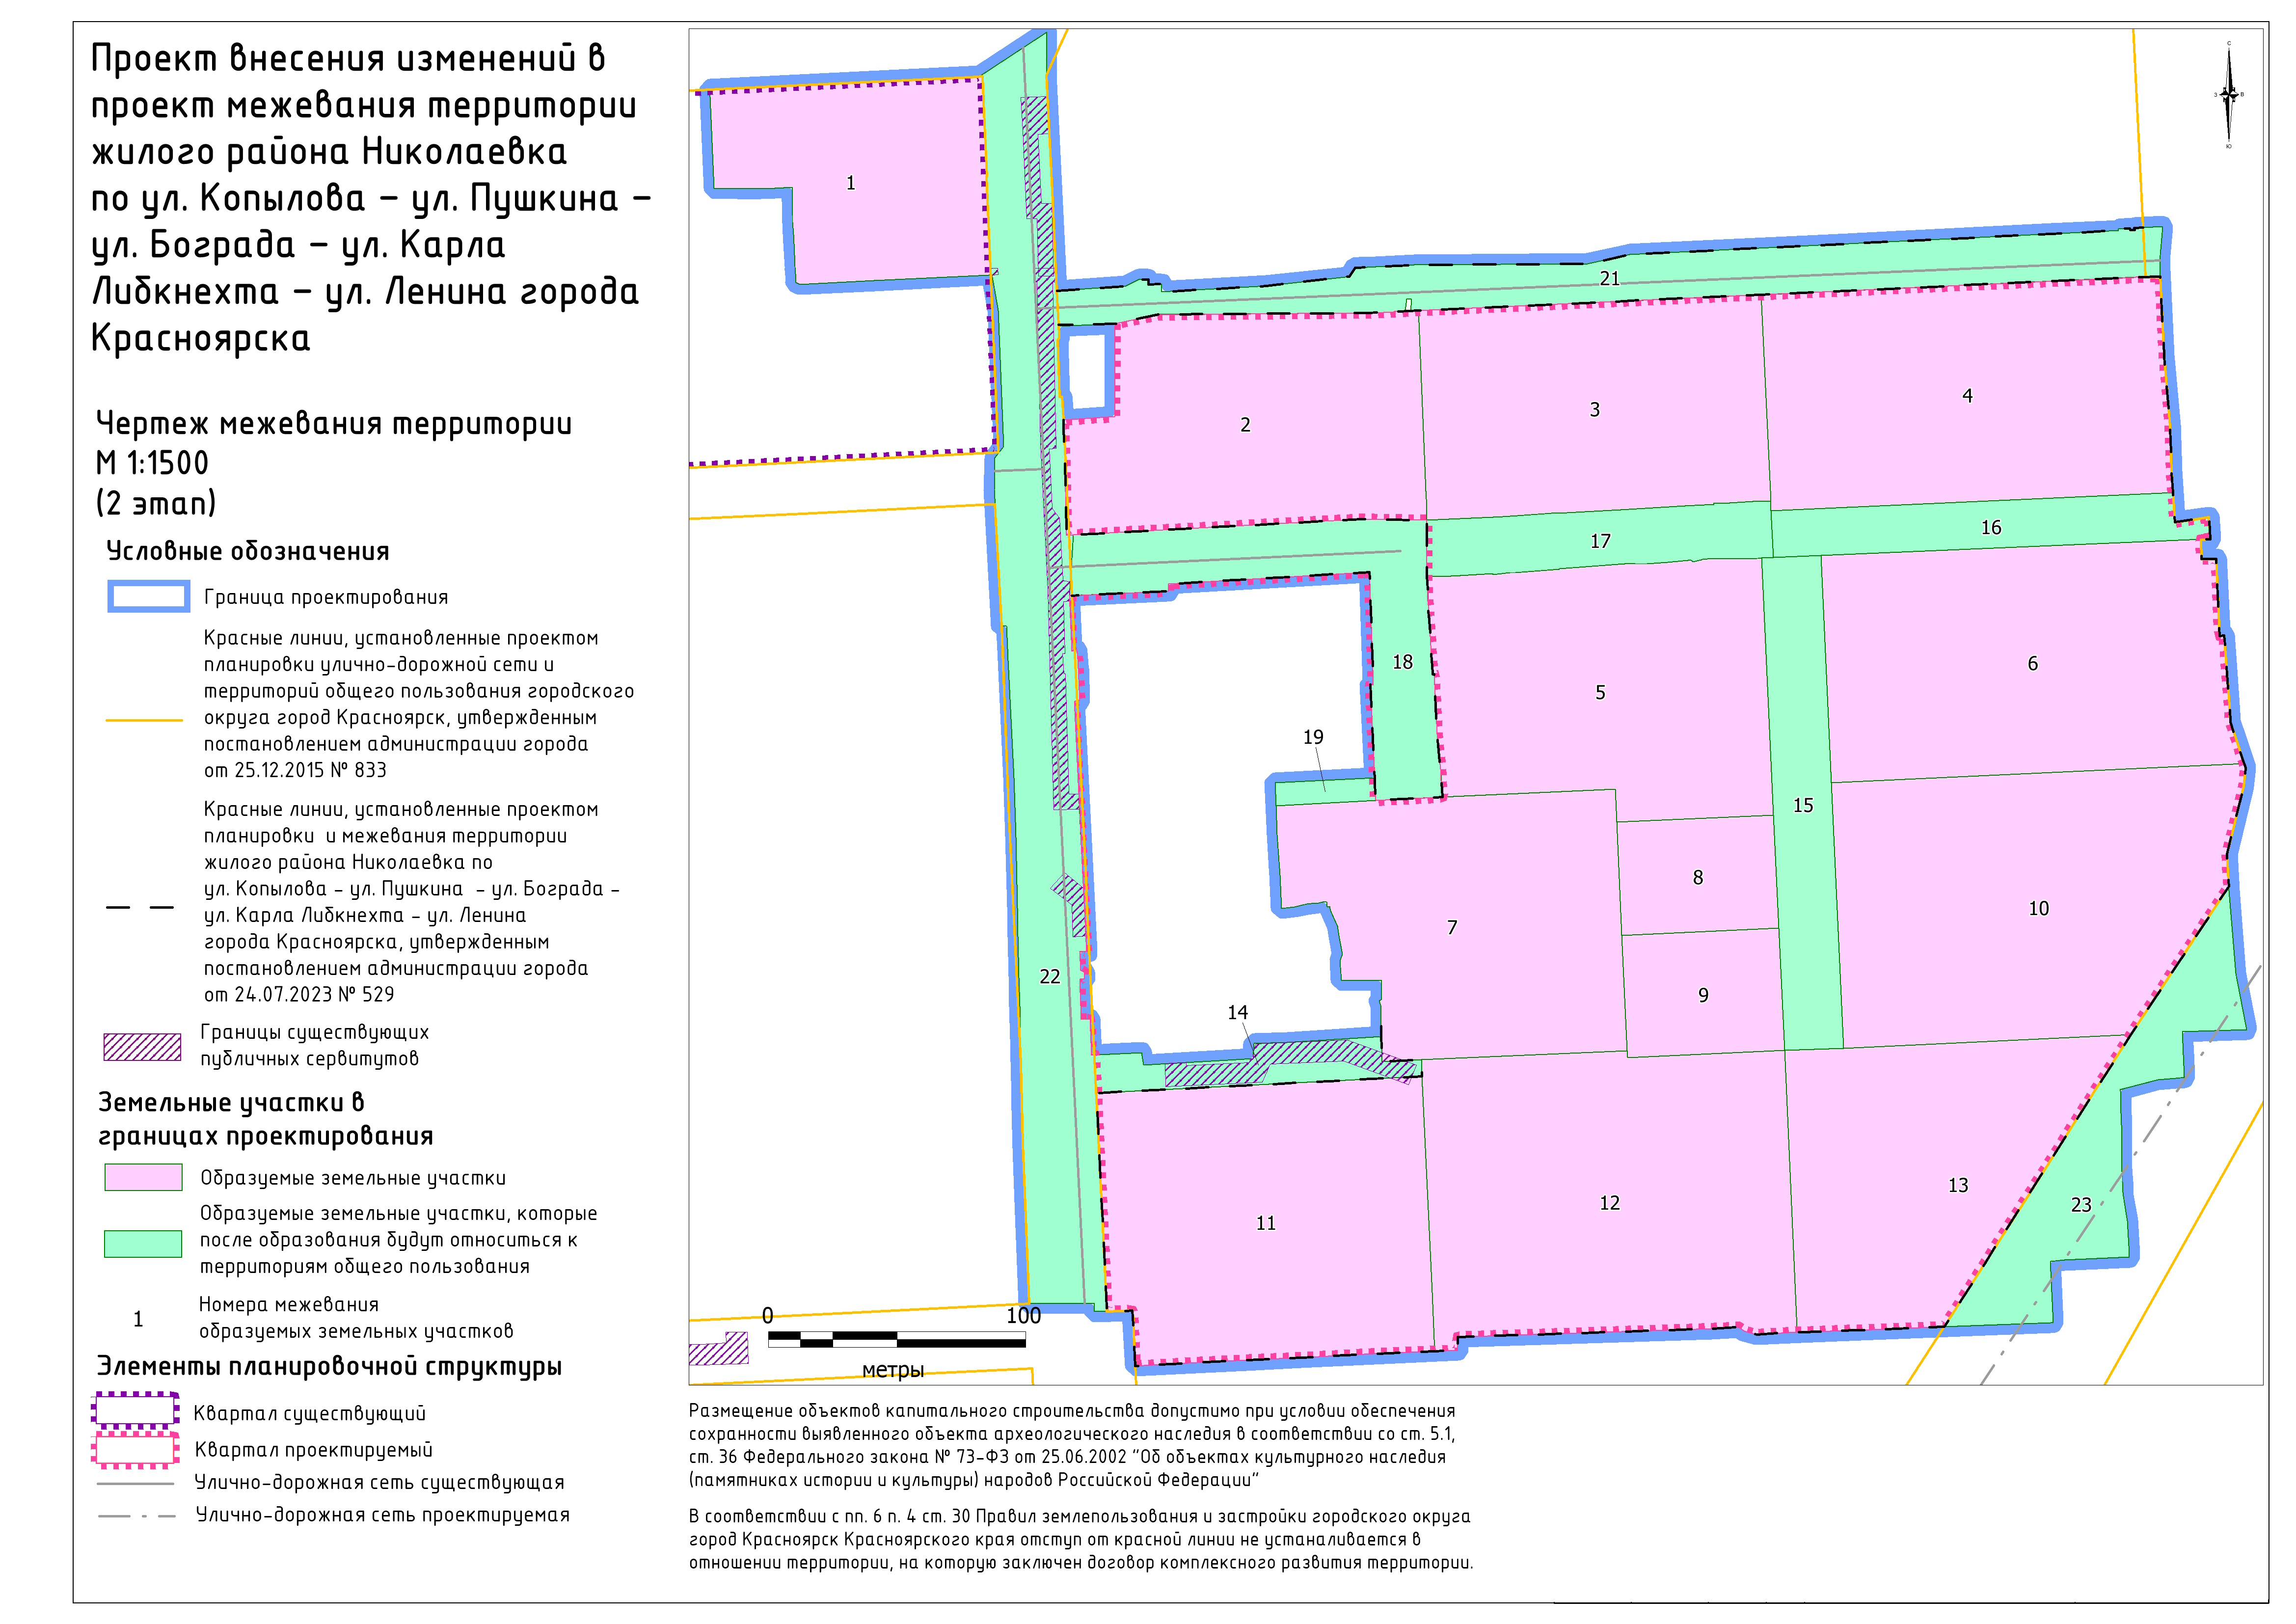 Проект внесения изменений в
проект межевания территории
жилого района Николаевка
по ул. Копылова – ул. Пушкина –
ул. Бограда – ул. Карла
Либкнехта – ул. Ленина города
Красноярска
Чертеж межевания территории
М 1:1500
(2 этап)
Условные обозначения
Граница проектирования
Красные линии, установленные проектом
планировки улично-дорожной сети и
территорий общего пользования городского
округа город Красноярск, утвержденным
постановлением администрации города
от 25.12.2015 № 833
Красные линии, установленные проектом
планировки и межевания территории
жилого района Николаевка по
ул. Копылова - ул. Пушкина - ул. Бограда -
ул. Карла Либкнехта - ул. Ленина
города Красноярска, утвержденным
постановлением администрации города
от 24.07.2023 № 529
Границы существующих
публичных сервитутов
Земельные участки в
границах проектирования
Образуемые земельные участки
Образуемые земельные участки, которые
после образования будут относиться к
территориям общего пользования
1
Номера межевания
образуемых земельных участков
Элементы планировочной структуры
Квартал существующий
Квартал проектируемый
Улично-дорожная сеть существующая
Улично-дорожная сеть проектируемая
С
З
В
Ю
1
21
4
3
2
16
17
18
6
5
19
15
8
10
7
22
9
14
13
12
23
11
0
100
метры
Размещение объектов капитального строительства допустимо при условии обеспечения
сохранности выявленного объекта археологического наследия в соответствии со ст. 5.1,
ст. 36 Федерального закона № 73-ФЗ от 25.06.2002 "Об объектах культурного наследия
(памятниках истории и культуры) народов Российской Федерации"
В соответствии с пп. 6 п. 4 ст. 30 Правил землепользования и застройки городского округа
город Красноярск Красноярского края отступ от красной линии не устаналивается в
отношении территории, на которую заключен договор комплексного развития территории.